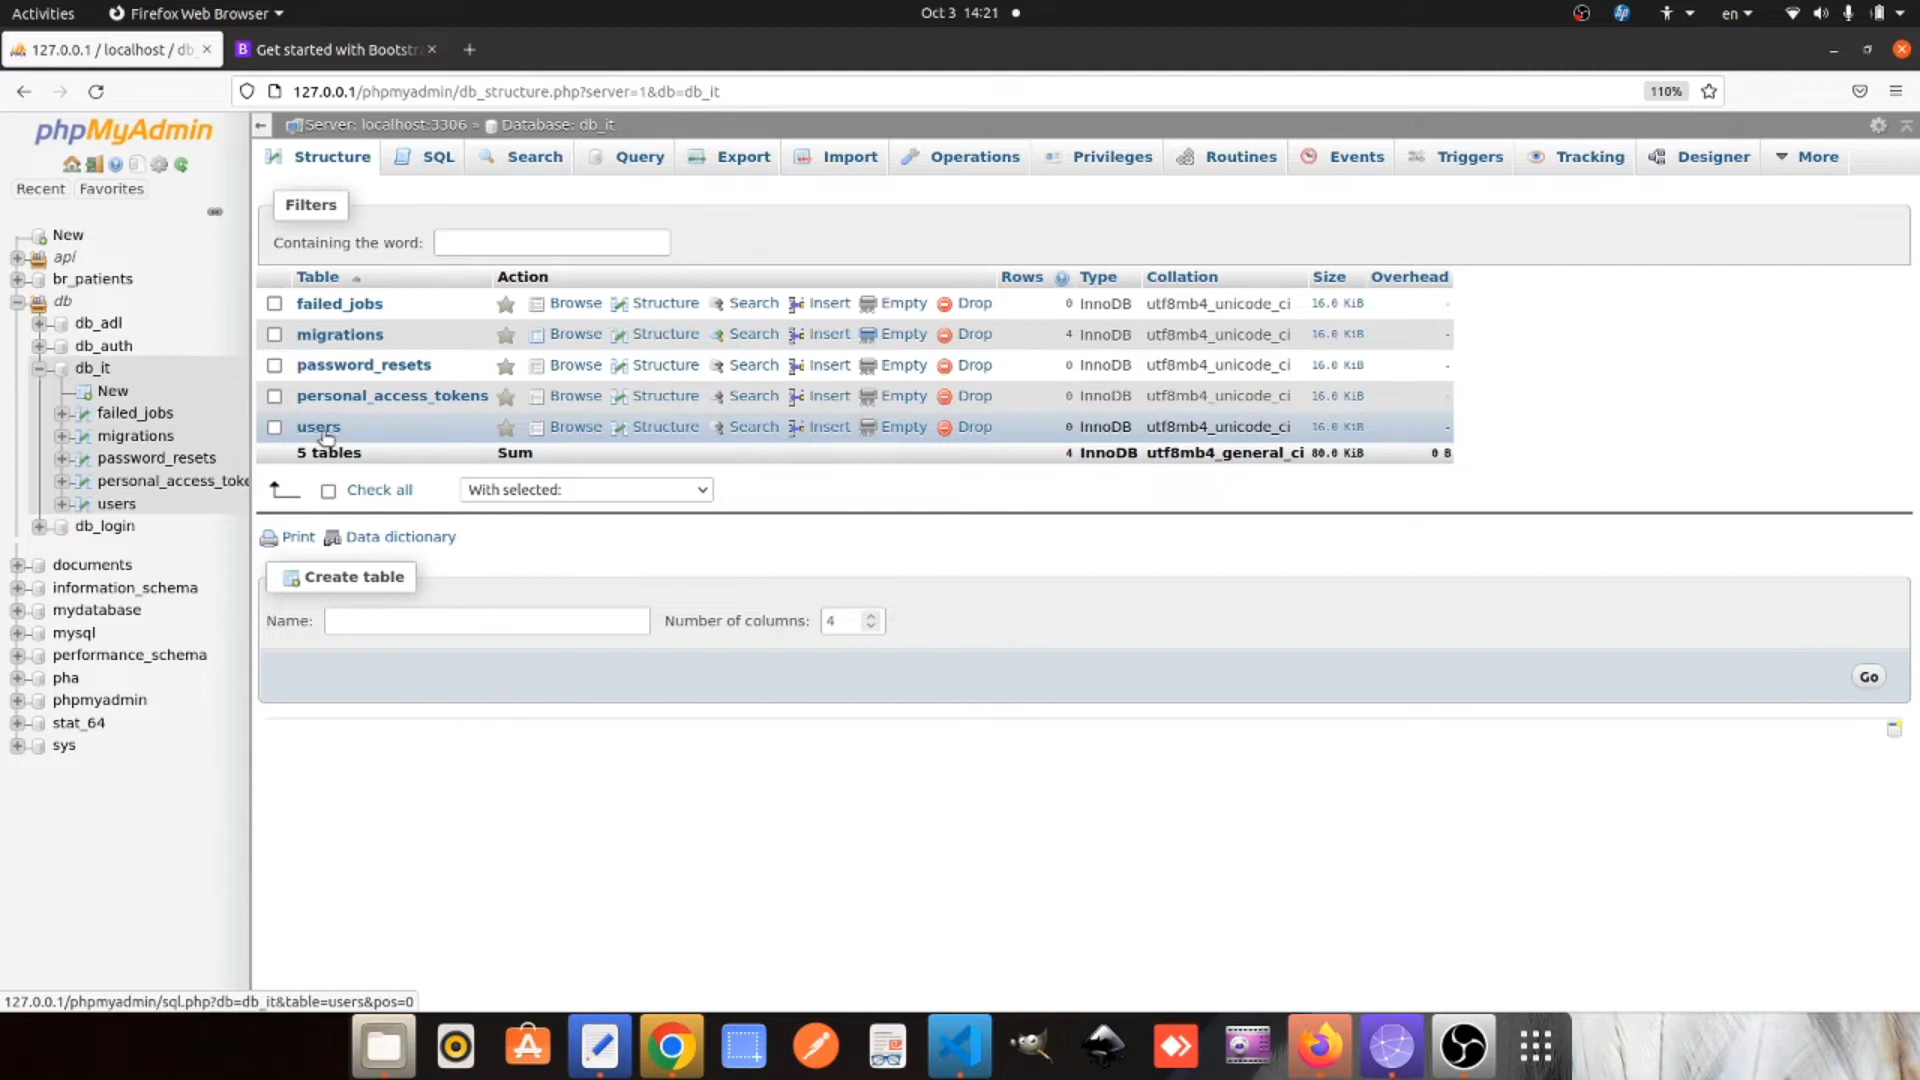 Activities
Firefox Web Browser
Oct 3 14:21
en
127.0.0.1 / localhost / db
Get started with Bootstr
127.0.0.1/phpmyadmin/db_structure.php?server=1&db=db_it
110%
phpMyAdmin
Recent
Favorites
New
api
br_patients
db
db_adl
db_auth
db_it
New
failed_jobs
migrations
password_resets
personal_access_toke
users
db_login
documents
information_schema
mydatabase
mysql
performance_schema
pha
phpmyadmin
stat_64
sys
Server: localhost:3306 » Database: db_it
Structure SQL Search Query Export Import Operations Privileges Routines Events Triggers Tracking Designer More
Filters
Containing the word:
Table Action Rows Type Collation Size Overhead
failed_jobs Browse Structure Search Insert Empty Drop 0 InnoDB utf8mb4_unicode_ci 16.0 KiB -
migrations Browse Structure Search Insert Empty Drop 4 InnoDB utf8mb4_unicode_ci 16.0 KiB -
password_resets Browse Structure Search Insert Empty Drop 0 InnoDB utf8mb4_unicode_ci 16.0 KiB -
personal_access_tokens Browse Structure Search Insert Empty Drop 0 InnoDB utf8mb4_unicode_ci 16.0 KiB -
users Browse Structure Search Insert Empty Drop 0 InnoDB utf8mb4_unicode_ci 16.0 KiB -
5 tables Sum 4 InnoDB utf8mb4_general_ci 80.0 KiB 0 B
Check all With selected:
Print Data dictionary
Create table
Name: Number of columns: 4
Go
127.0.0.1/phpmyadmin/sql.php?db=db_it&table=users&pos=0